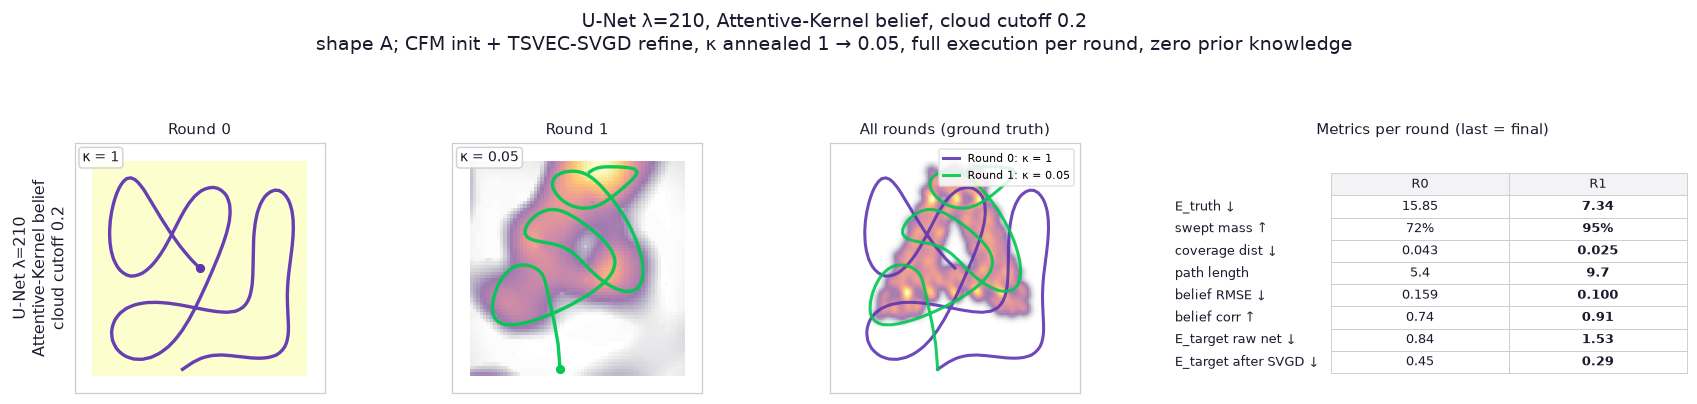 U-Net λ=210, Attentive-Kernel belief, cloud cutoff 0.2
shape A; CFM init + TSVEC-SVGD refine, κ annealed 1 → 0.05, full execution per round, zero prior knowledge
U-Net λ=210
Attentive-Kernel belief
cloud cutoff 0.2
Round 0
κ = 1
Round 1
κ = 0.05
All rounds (ground truth)
Round 0: κ = 1
Round 1: κ = 0.05
Metrics per round (last = final)
R0 R1
E_truth ↓ 15.85 7.34
swept mass ↑ 72% 95%
coverage dist ↓ 0.043 0.025
path length 5.4 9.7
belief RMSE ↓ 0.159 0.100
belief corr ↑ 0.74 0.91
E_target raw net ↓ 0.84 1.53
E_target after SVGD ↓ 0.45 0.29